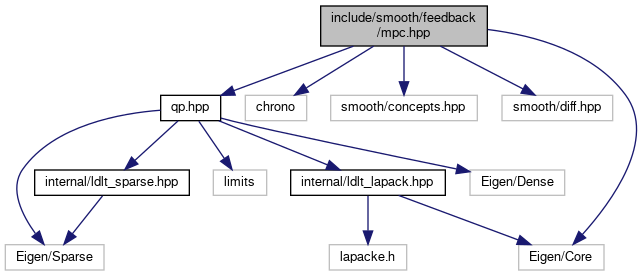 include/smooth/feedback
/mpc.hpp
qp.hpp
chrono
smooth/concepts.hpp
smooth/diff.hpp
internal/ldlt_sparse.hpp
limits
internal/ldlt_lapack.hpp
Eigen/Dense
Eigen/Sparse
lapacke.h
Eigen/Core